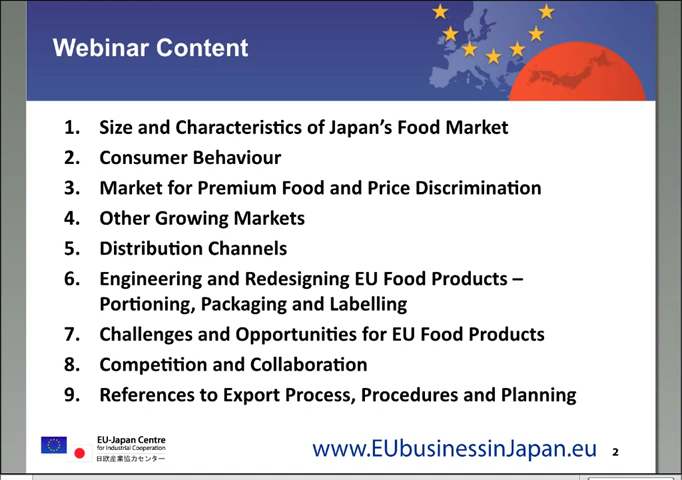 Webinar Content
1. Size and Characteristics of Japan's Food Market
2. Consumer Behaviour
3. Market for Premium Food and Price Discrimination
4. Other Growing Markets
5. Distribution Channels
6. Engineering and Redesigning EU Food Products –
Portioning, Packaging and Labelling
7. Challenges and Opportunities for EU Food Products
8. Competition and Collaboration
9. References to Export Process, Procedures and Planning
EU-Japan Centre
for Industrial Cooperation
日欧産業協力センター
www.EUbusinessinJapan.eu 2